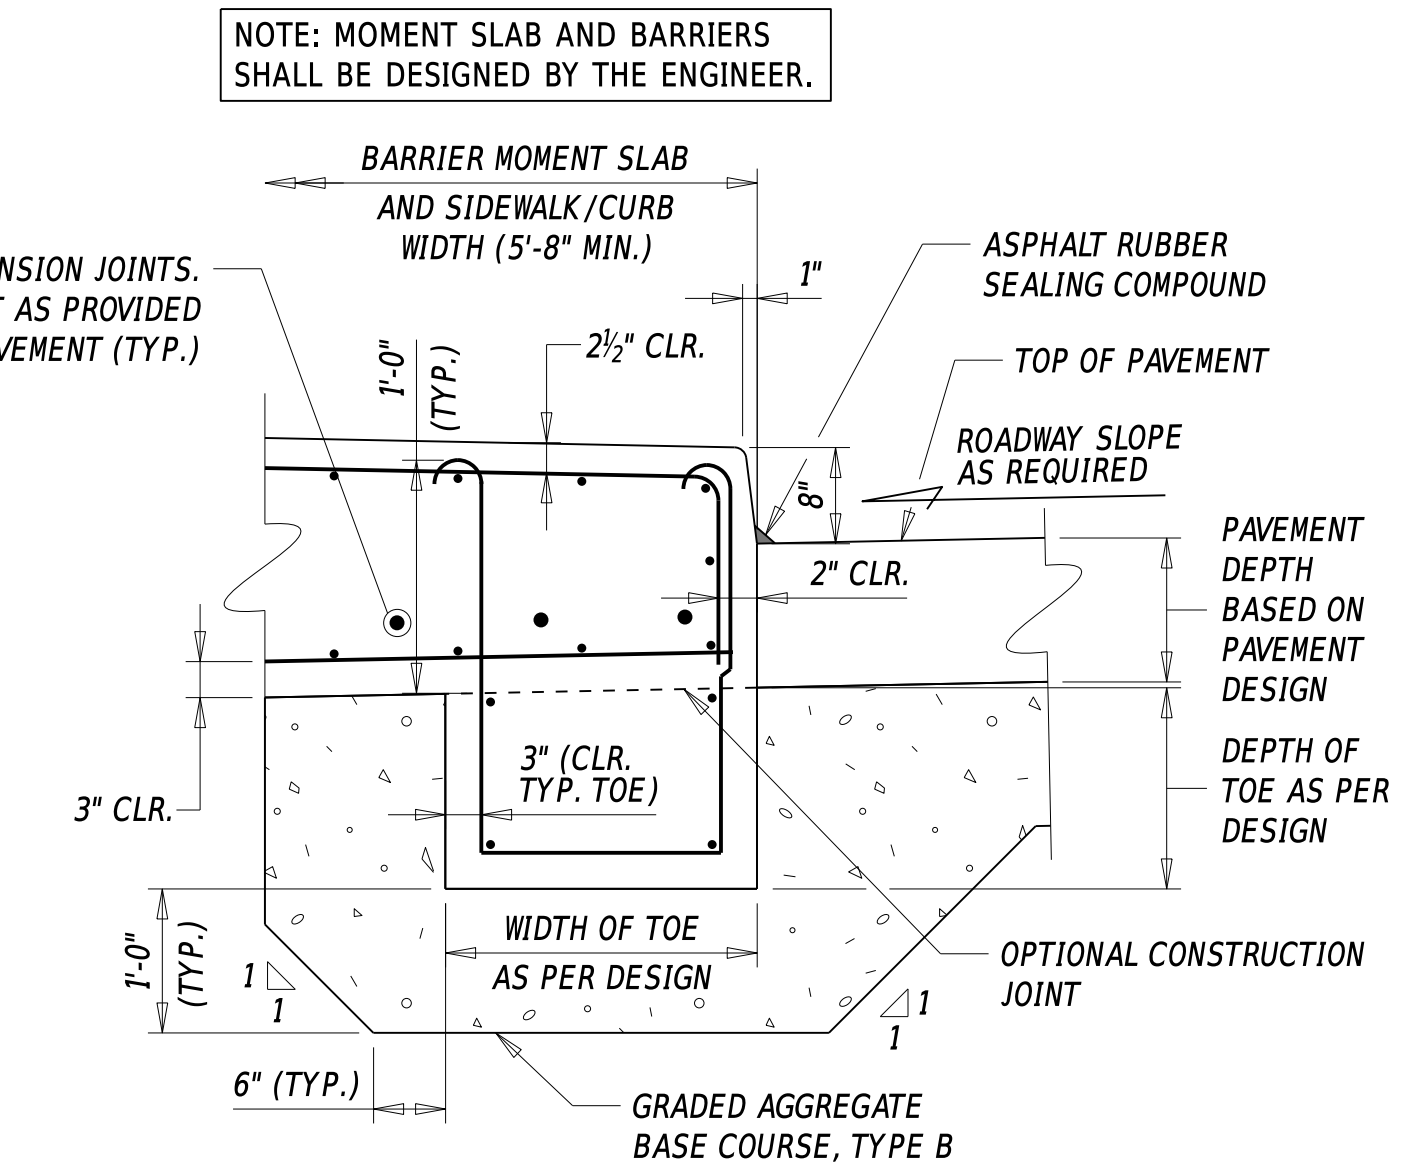 NOTE: MOMENT SLAB AND BARRIERS
SHALL BE DESIGNED BY THE ENGINEER.
BARRIER MOMENT SLAB
AND SIDEWALK/CURB
WIDTH (5'-8" MIN.)
NSION JOINTS.
AS PROVIDED
VEMENT (TYP.)
1'-0"
(TYP.)
2½" CLR.
1"
ASPHALT RUBBER
SEALING COMPOUND
TOP OF PAVEMENT
ROADWAY SLOPE
AS REQUIRED
8"
2" CLR.
PAVEMENT
DEPTH
BASED ON
PAVEMENT
DESIGN
3" CLR.
3" (CLR.
TYP. TOE)
DEPTH OF
TOE AS PER
DESIGN
1'-0"
(TYP.)
WIDTH OF TOE
AS PER DESIGN
1
1
1
1
OPTIONAL CONSTRUCTION
JOINT
6" (TYP.)
GRADED AGGREGATE
BASE COURSE, TYPE B